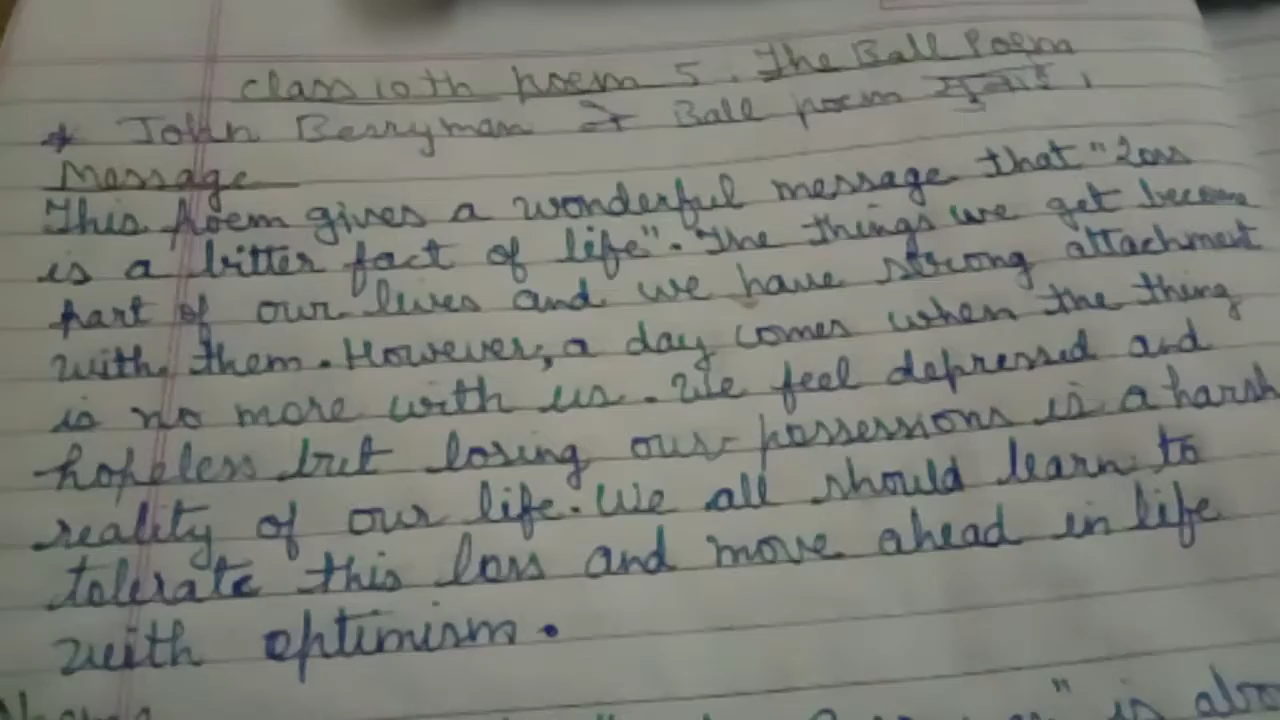 class 10th poem 5. The Ball Poem
* John Berryman ने Ball poem
Message
This poem gives a wonderful message that "Loss
is a bitter fact of life". The things we get become
part of our lives and we have strong attachment
with them. However, a day comes when the thing
is no more with us. We feel depressed and
hopeless but losing our possessions is a harsh
reality of our life. We all should learn to
tolerate this loss and move ahead in life
with optimism.
" is also